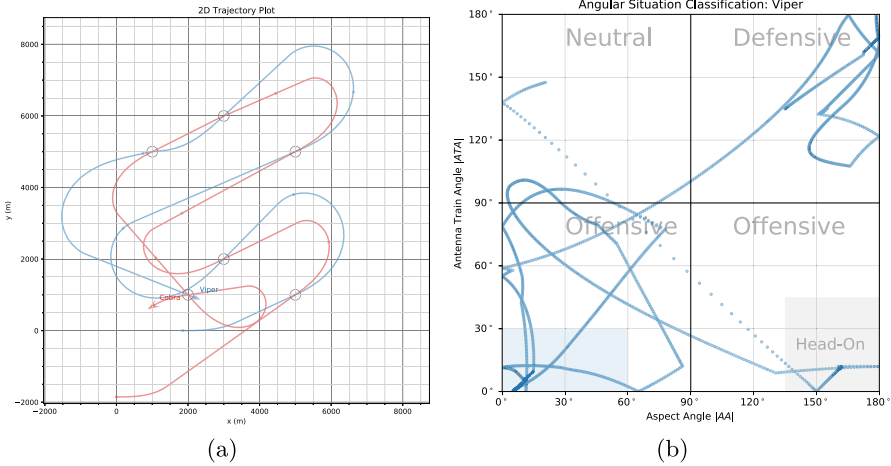 2D Trajectory Plot
8000
6000
4000
2000
0
−2000
−2000
0
2000
4000
6000
8000
y (m)
x (m)
Viper
Cobra
(a)
Angular Situation Classification: Viper
180°
150°
120°
90°
60°
30°
0°
0°
30°
60°
90°
120°
150°
180°
Antenna Train Angle |ATA|
Aspect Angle |AA|
Neutral
Defensive
Offensive
Offensive
Head-On
(b)